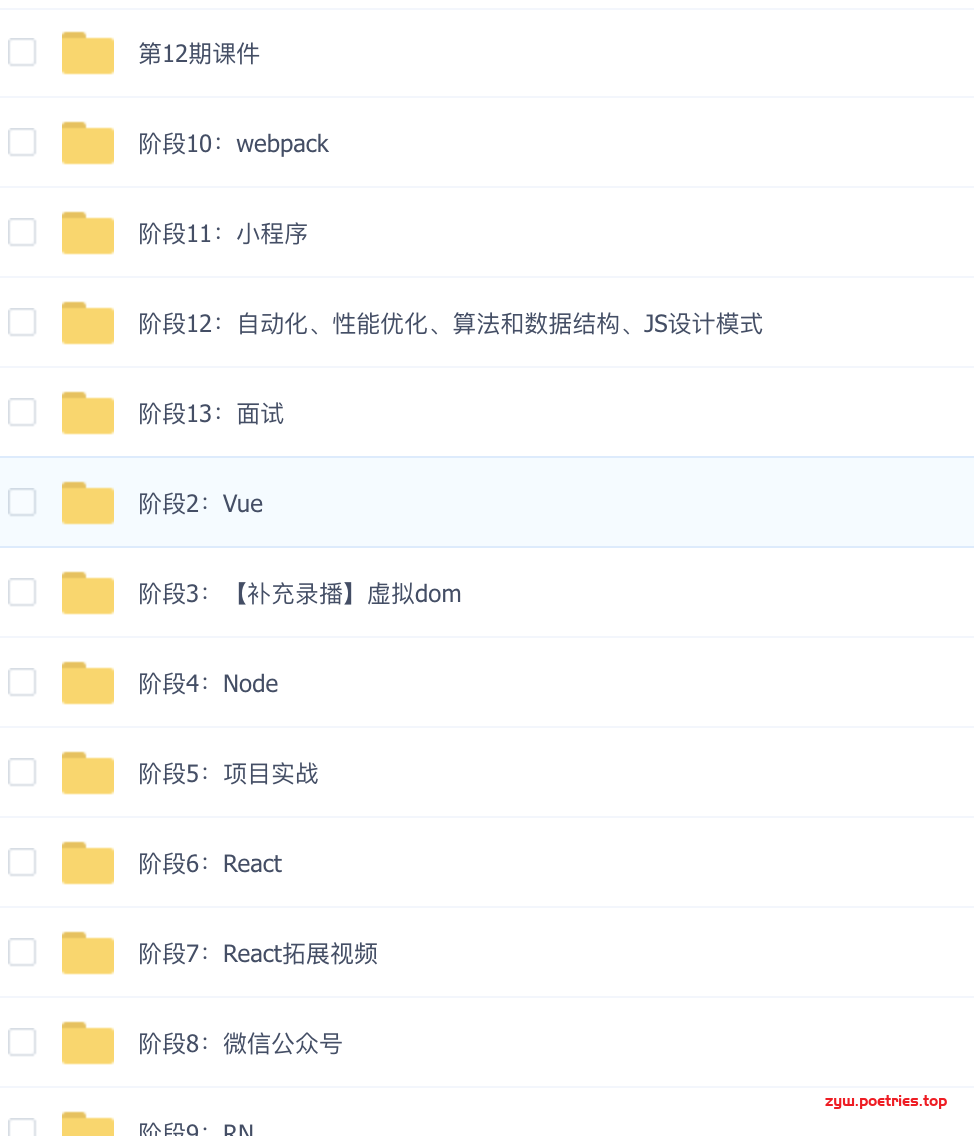 第12期课件
阶段10：webpack
阶段11：小程序
阶段12：自动化、性能优化、算法和数据结构、JS设计模式
阶段13：面试
阶段2：Vue
阶段3：【补充录播】虚拟dom
阶段4：Node
阶段5：项目实战
阶段6：React
阶段7：React拓展视频
阶段8：微信公众号
zyw.poetries.top
阶段9：RN